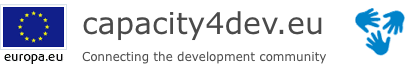 capacity4dev.eu
europa.eu
Connecting the development community